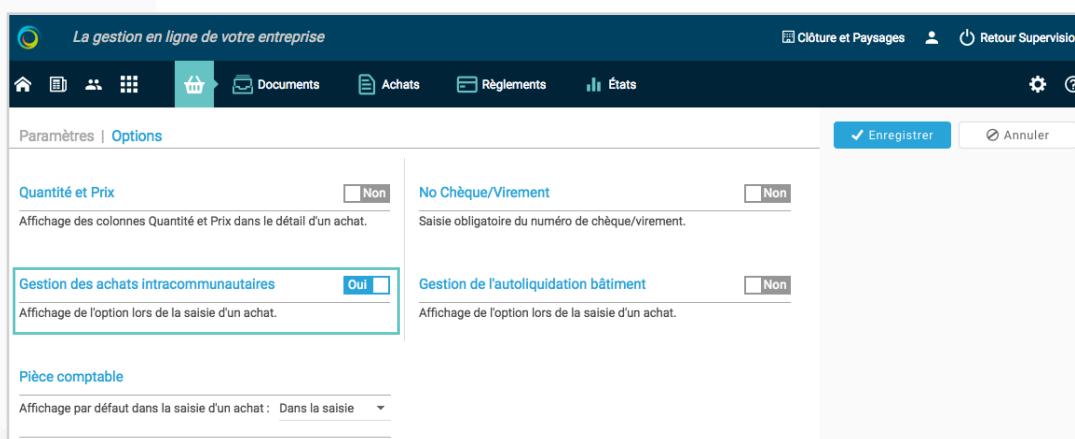 La gestion en ligne de votre entreprise
Clôture et Paysages
Retour Supervisio
Documents
Achats
Règlements
États
Paramètres | Options
Enregistrer
Annuler
Quantité et Prix
Non
Affichage des colonnes Quantité et Prix dans le détail d'un achat.
No Chèque/Virement
Non
Saisie obligatoire du numéro de chèque/virement.
Gestion des achats intracommunautaires
Oui
Affichage de l'option lors de la saisie d'un achat.
Gestion de l'autoliquidation bâtiment
Non
Affichage de l'option lors de la saisie d'un achat.
Pièce comptable
Affichage par défaut dans la saisie d'un achat : Dans la saisie